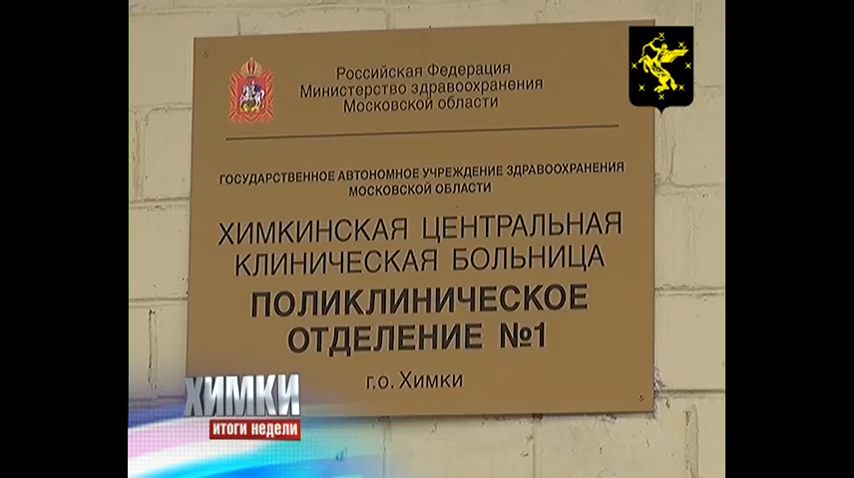 Российская Федерация
Министерство здравоохранения
Московской области
ГОСУДАРСТВЕННОЕ АВТОНОМНОЕ УЧРЕЖДЕНИЕ ЗДРАВООХРАНЕНИЯ
МОСКОВСКОЙ ОБЛАСТИ
ХИМКИНСКАЯ ЦЕНТРАЛЬНАЯ
КЛИНИЧЕСКАЯ БОЛЬНИЦА
ПОЛИКЛИНИЧЕСКОЕ
ОТДЕЛЕНИЕ №1
г.о. Химки
ХИМКИ
итоги недели